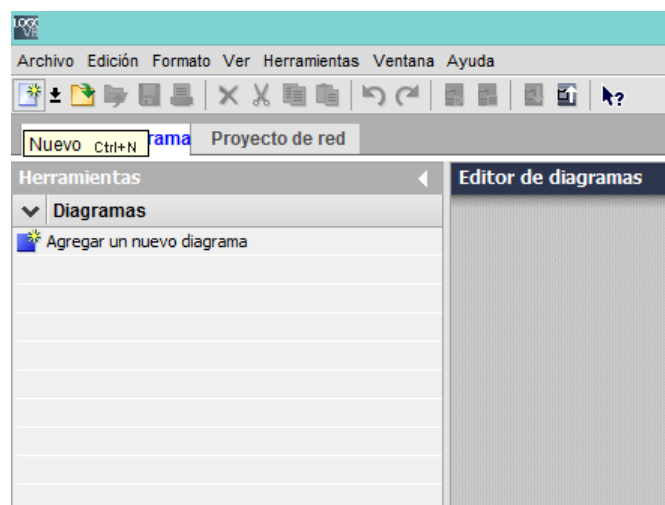 LOGO
Archivo Edición Formato Ver Herramientas Ventana Ayuda
Nuevo Ctrl+N
rama Proyecto de red
Herramientas
Editor de diagramas
Diagramas
Agregar un nuevo diagrama